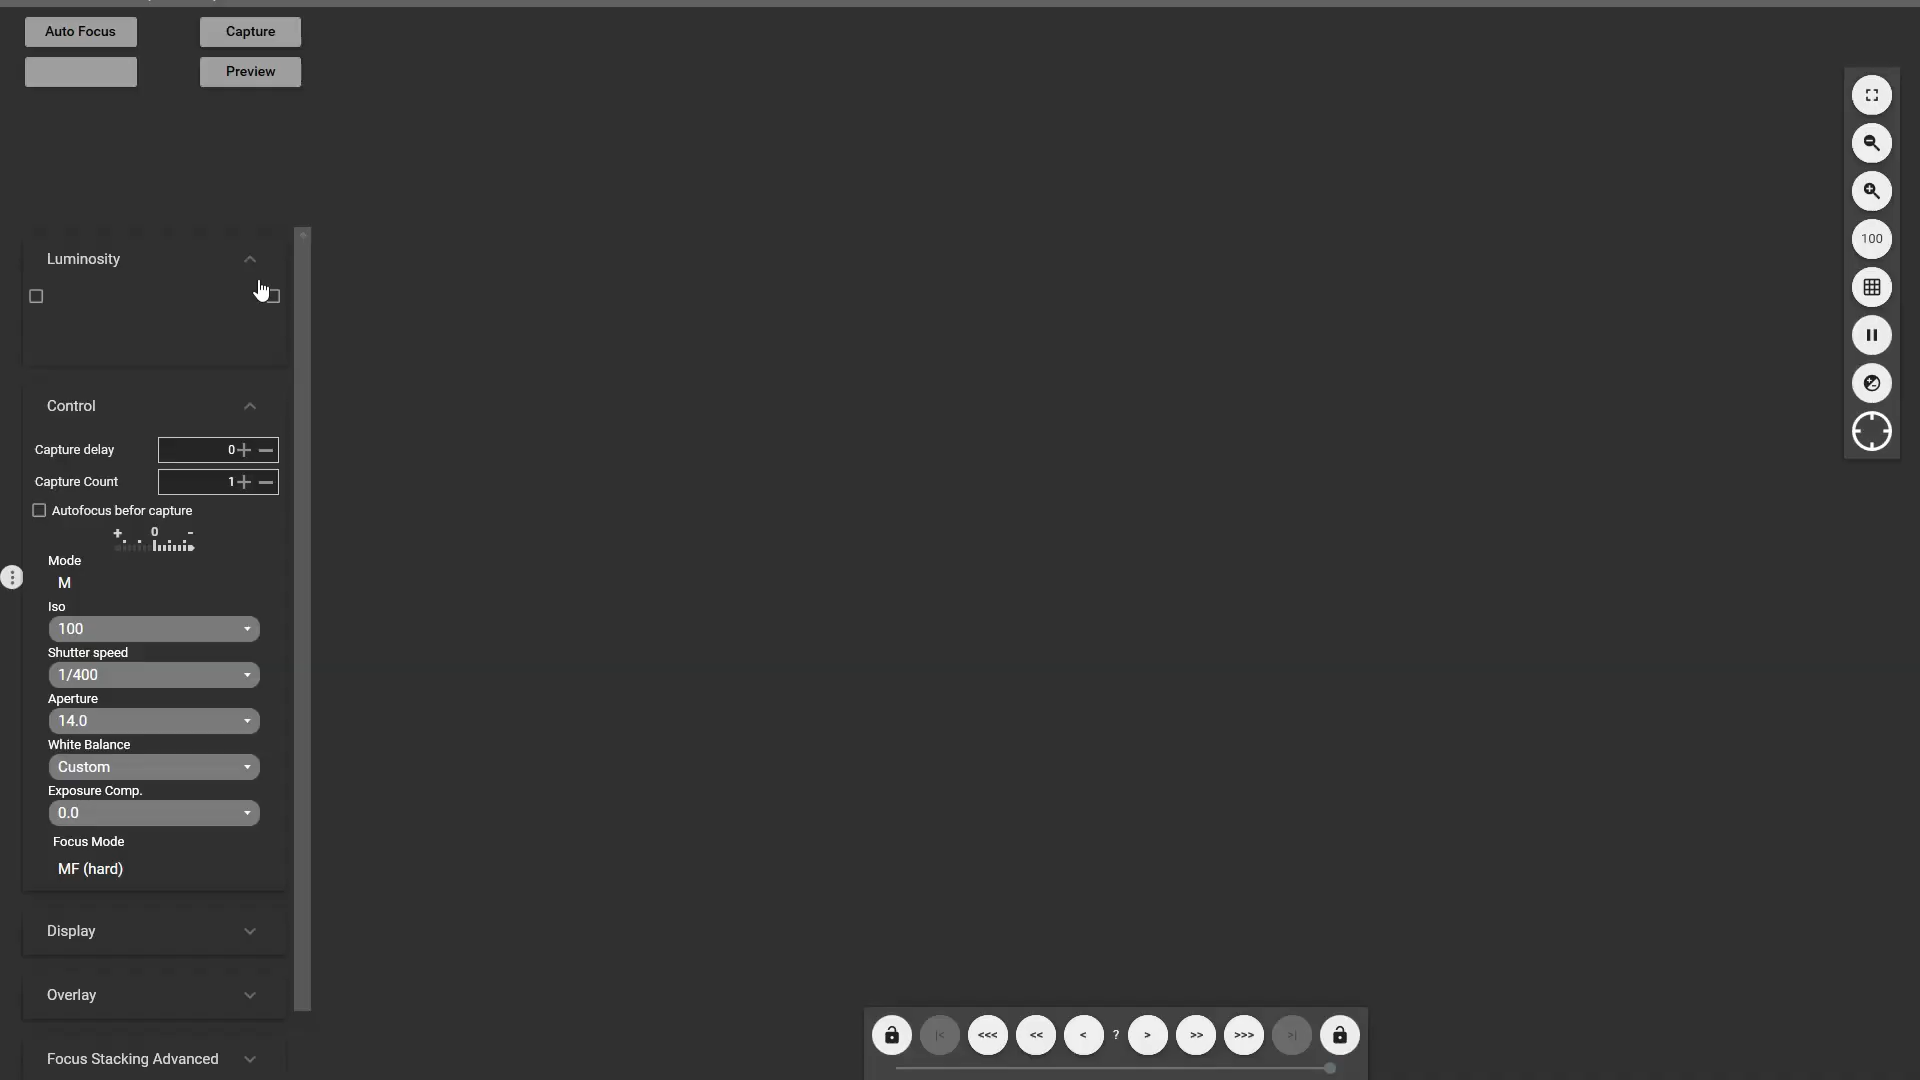 Auto Focus
Capture
Preview
Luminosity
Control
Capture delay 0
Capture Count 1
Autofocus befor capture
+ 0 -
Mode
M
Iso
100
Shutter speed
1/400
Aperture
14.0
White Balance
Custom
Exposure Comp.
0.0
Focus Mode
MF (hard)
Display
Overlay
Focus Stacking Advanced
100
|< <<< << < ? > >> >>> >|